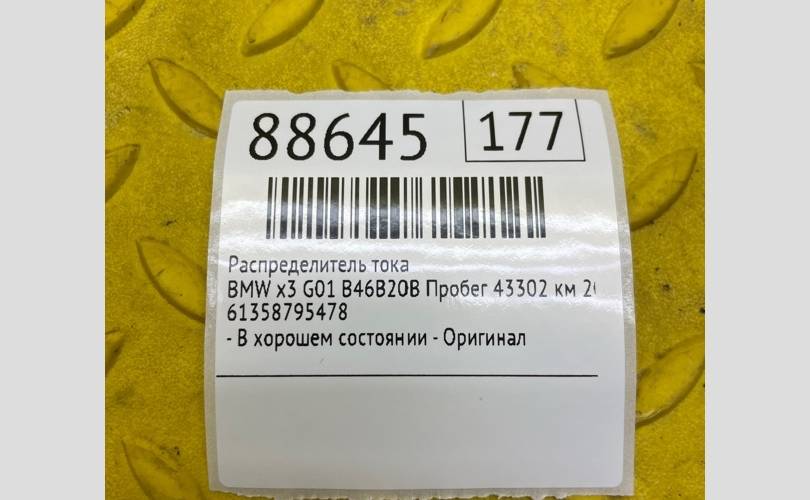 88645 177
Распределитель тока
BMW x3 G01 B46B20B Пробег 43302 км
61358795478
- В хорошем состоянии - Оригинал